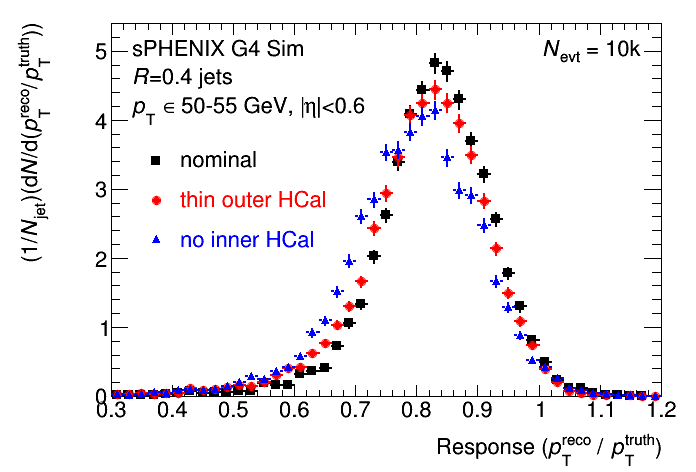 (1/N_jet)(dN/d(p_T^reco/p_T^truth))
sPHENIX G4 Sim
N_evt = 10k
R=0.4 jets
p_T ∈ 50-55 GeV, |η|<0.6
nominal
thin outer HCal
no inner HCal
5
4
3
2
1
0
0.3 0.4 0.5 0.6 0.7 0.8 0.9 1 1.1 1.2
Response (p_T^reco / p_T^truth)